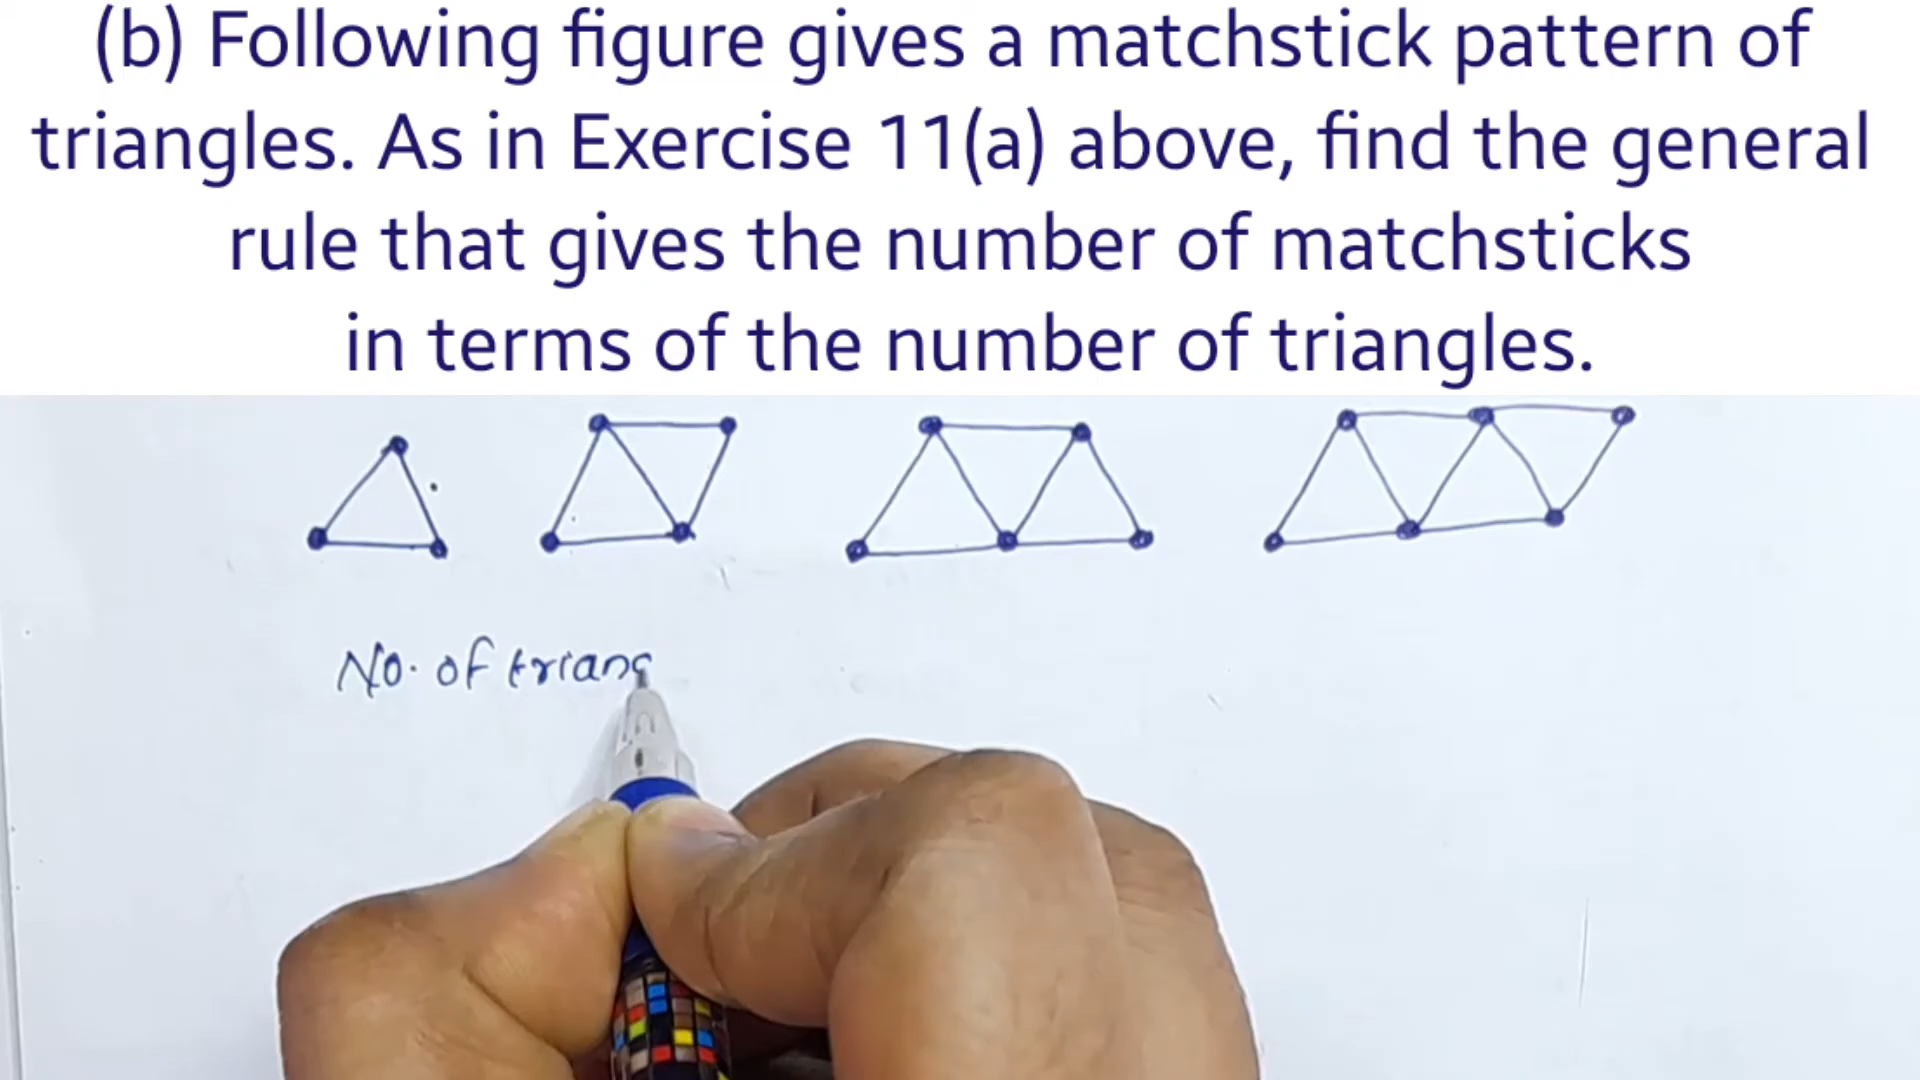 (b) Following figure gives a matchstick pattern of
triangles. As in Exercise 11(a) above, find the general
rule that gives the number of matchsticks
in terms of the number of triangles.
No. of triang